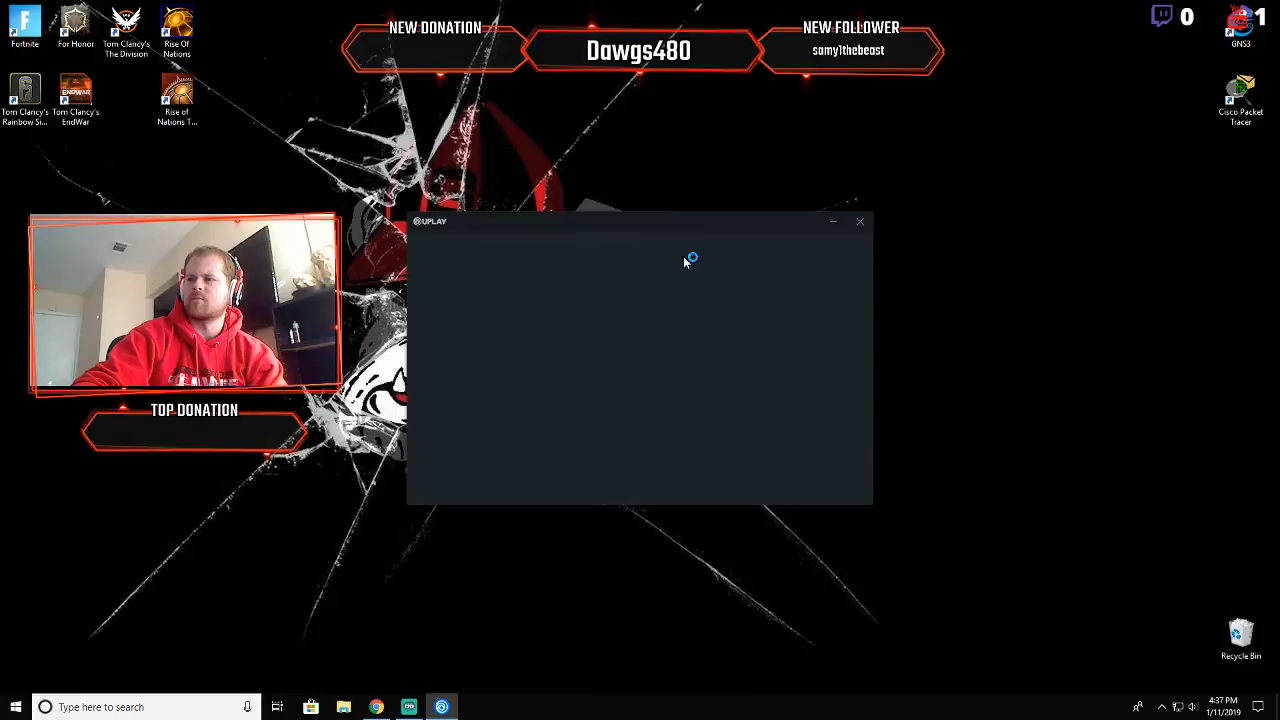 NEW DONATION
Dawgs480
NEW FOLLOWER
samy1thebeast
0
1
Fortnite
For Honor
Tom Clancy's
The Division
Rise Of
Nations
GNS3
Tom Clancy's
Rainbow Si...
Tom Clancy's
EndWar
ENDWAR
Rise of
Nations T...
Cisco Packet
Tracer
UPLAY
TOP DONATION
Recycle Bin
Type here to search
4:37 PM
1/11/2019